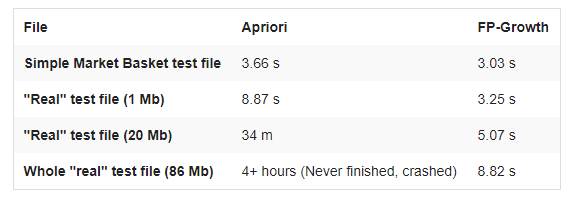 File Apriori FP-Growth
Simple Market Basket test file 3.66 s 3.03 s
"Real" test file (1 Mb) 8.87 s 3.25 s
"Real" test file (20 Mb) 34 m 5.07 s
Whole "real" test file (86 Mb) 4+ hours (Never finished, crashed) 8.82 s